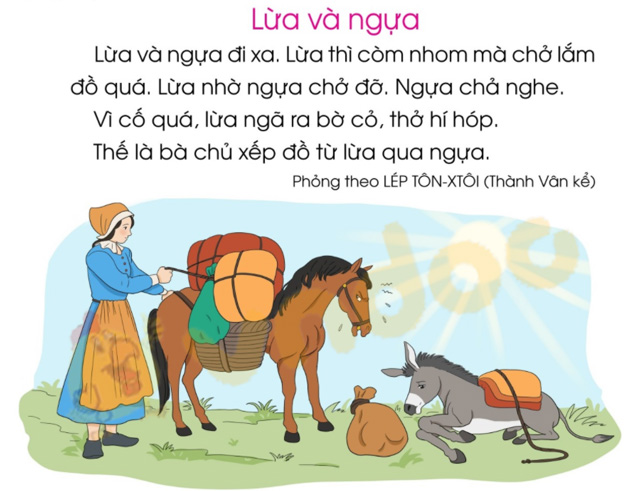 Lừa và ngựa
Lừa và ngựa đi xa. Lừa thì còm nhom mà chở lắm
đồ quá. Lừa nhờ ngựa chở đỡ. Ngựa chả nghe.
Vì cố quá, lừa ngã ra bờ cỏ, thở hí hóp.
Thế là bà chủ xếp đồ từ lừa qua ngựa.
Phỏng theo LÉP TÔN-XTÔI (Thành Vân kể)